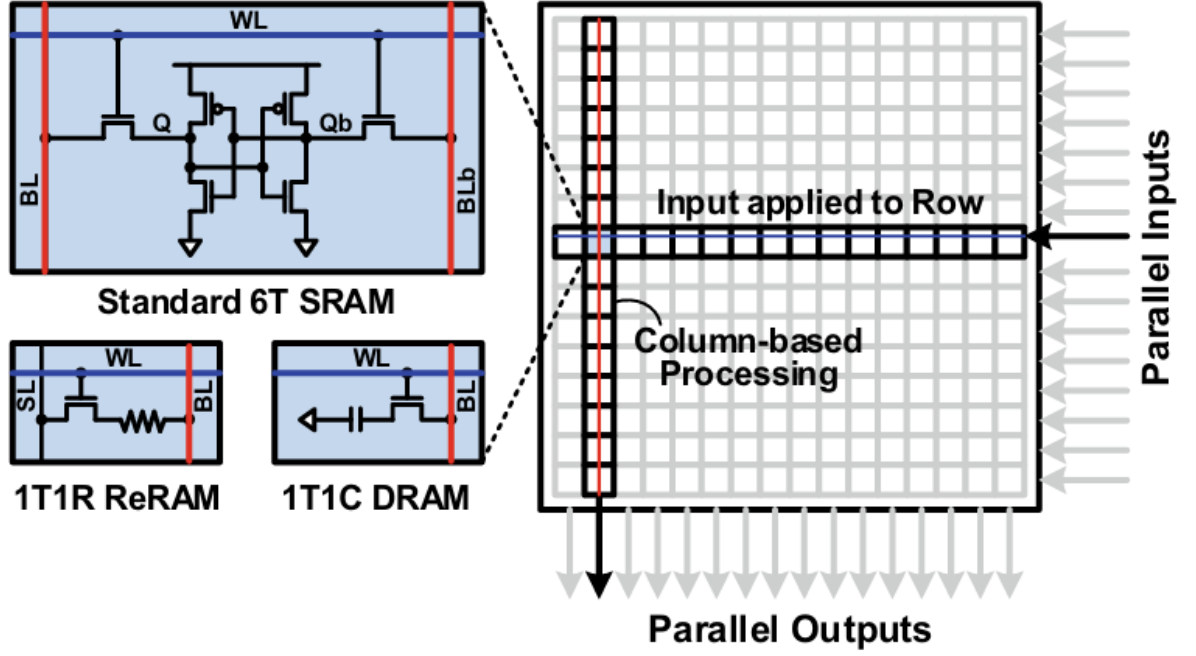 WL
Q
Qb
BL
BLb
Standard 6T SRAM
WL
SL
BL
1T1R ReRAM
WL
BL
1T1C DRAM
Input applied to Row
Column-based
Processing
Parallel Inputs
Parallel Outputs